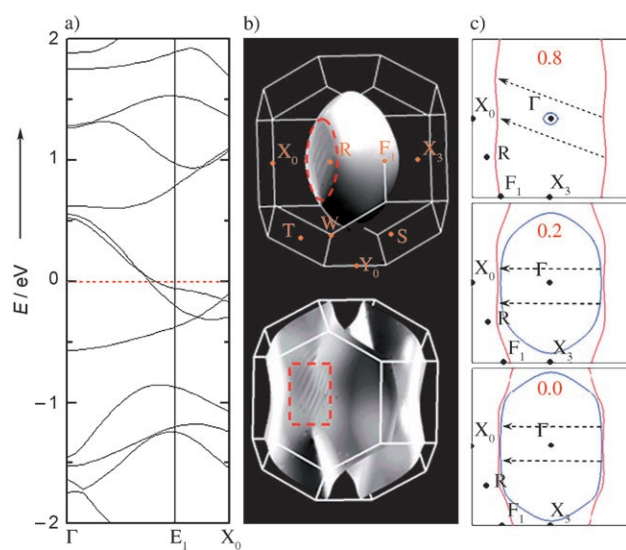 a)
b)
c)
E / eV
2
1
0
−1
−2
Γ
E₁
X₀
X₀
R
F₁
X₃
T
W
S
Y₀
0.8
Γ
X₀
R
F₁
X₃
0.2
Γ
X₀
R
F₁
X₃
0.0
Γ
X₀
R
F₁
X₃